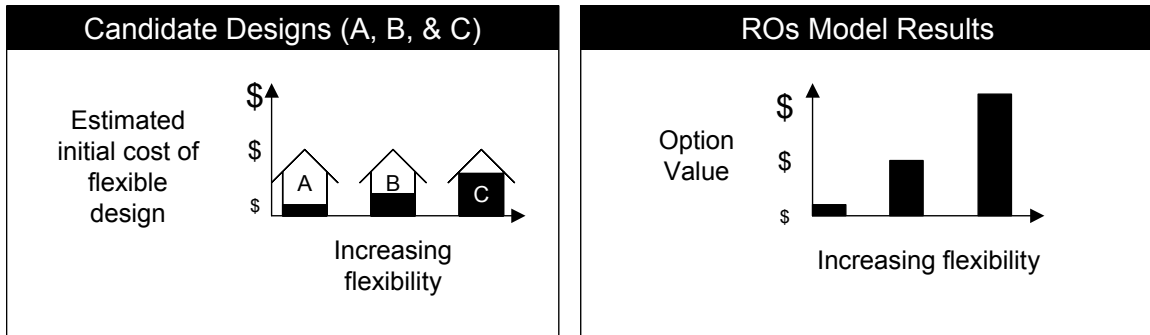 Candidate Designs (A, B, & C)
Estimated
initial cost of
flexible
design
$
$
$
A
B
C
Increasing
flexibility
ROs Model Results
Option
Value
$
$
$
Increasing flexibility